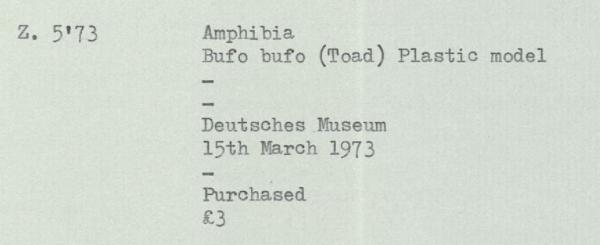 Z. 5'73 Amphibia
Bufo bufo (Toad) Plastic model
-
-
Deutsches Museum
15th March 1973
-
Purchased
£3